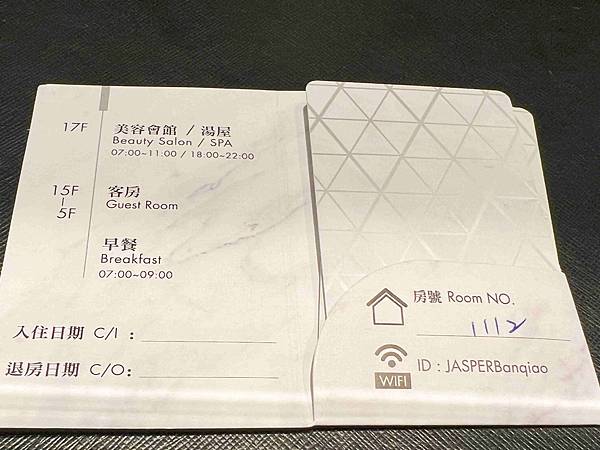 17F 美容會館 / 湯屋
Beauty Salon / SPA
07:00~11:00 / 18:00~22:00
15F 客房
5F Guest Room
早餐
Breakfast
07:00~09:00
入住日期 C/I :
退房日期 C/O:
房號 Room NO.
1112
WIFI ID : JASPERBanqiao